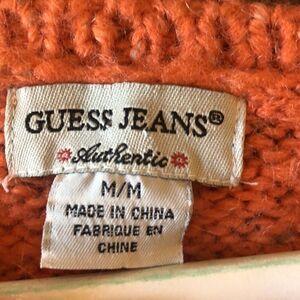 GUESS JEANS®
Authentic
M/M
MADE IN CHINA
FABRIQUE EN
CHINE